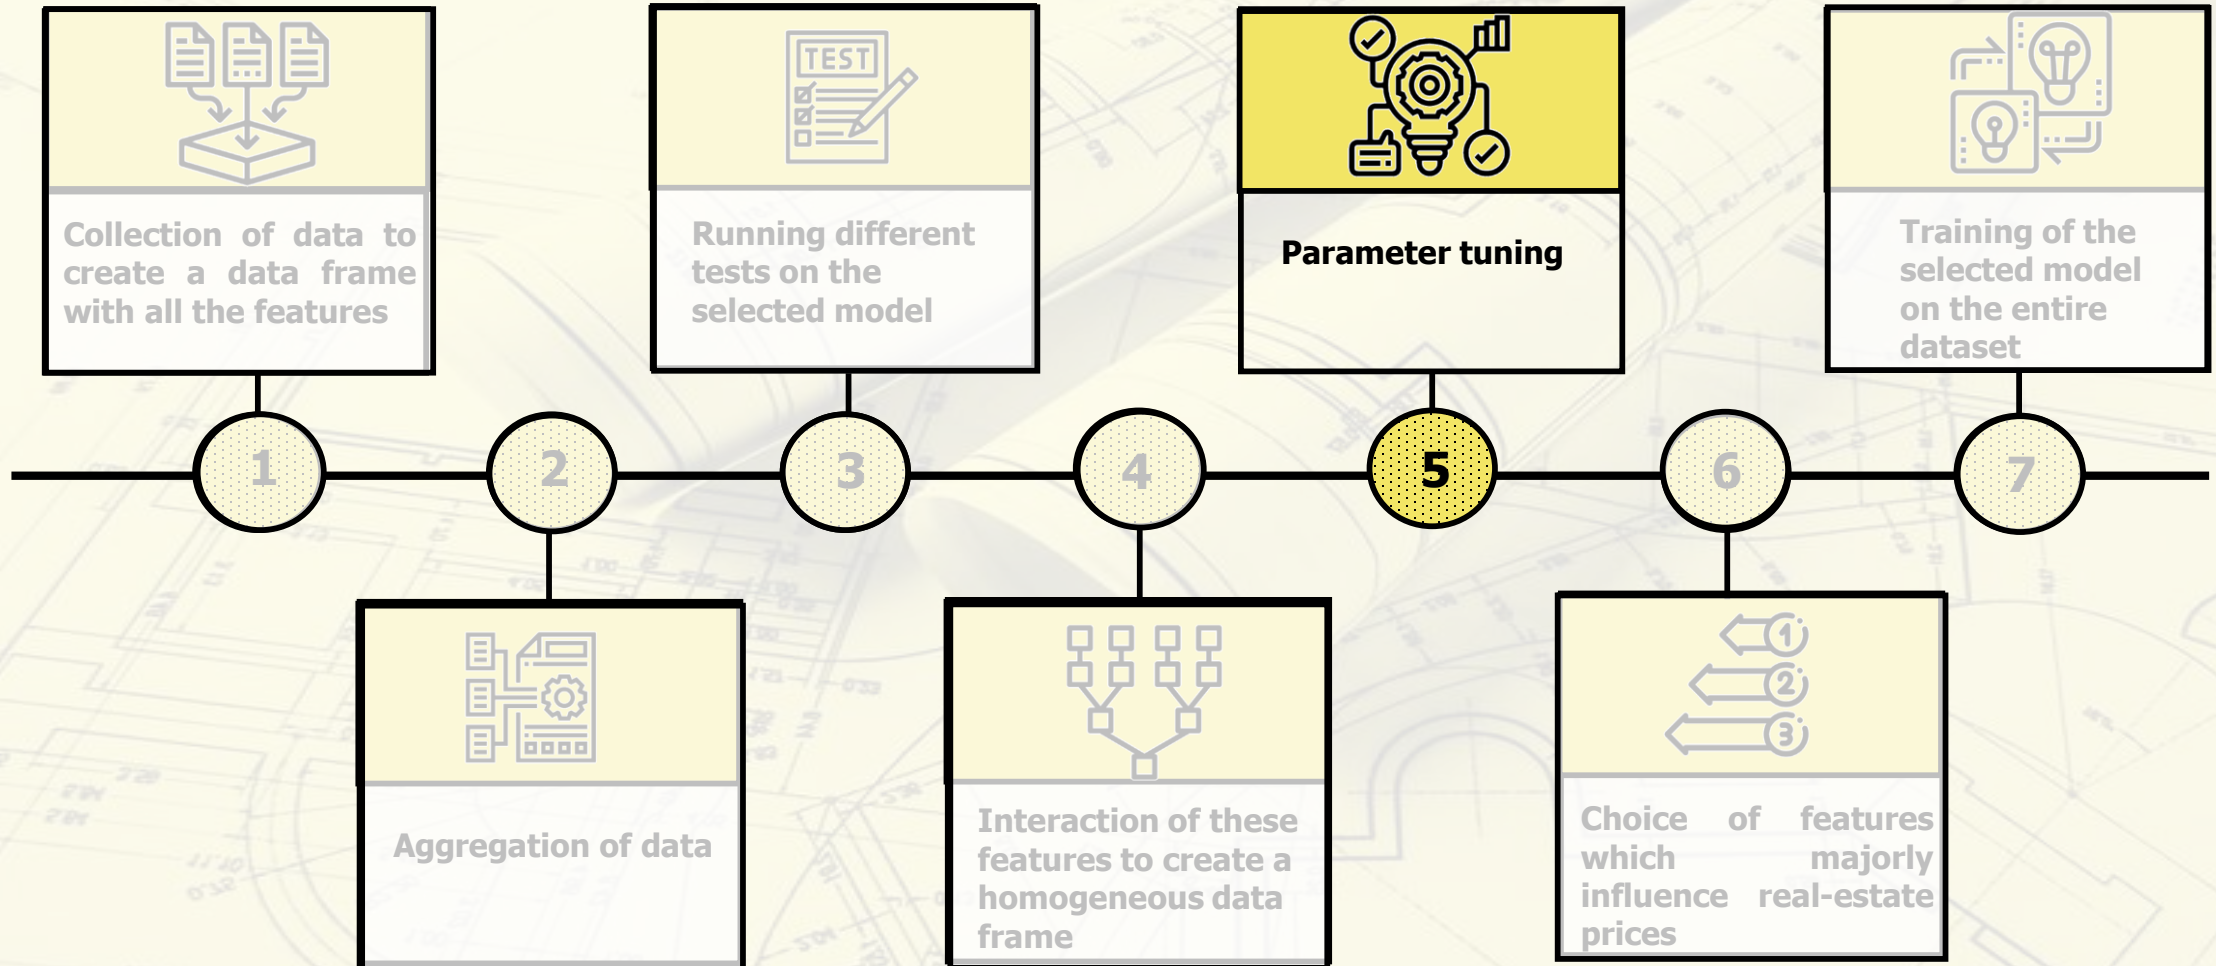 TEST
Collection of data to
create a data frame
with all the features
Running different
tests on the
selected model
Parameter tuning
Training of the
selected model
on the entire
dataset
1
2
3
4
5
6
7
Aggregation of data
Interaction of these
features to create a
homogeneous data
frame
1
2
3
Choice of features
which majorly
influence real-estate
prices